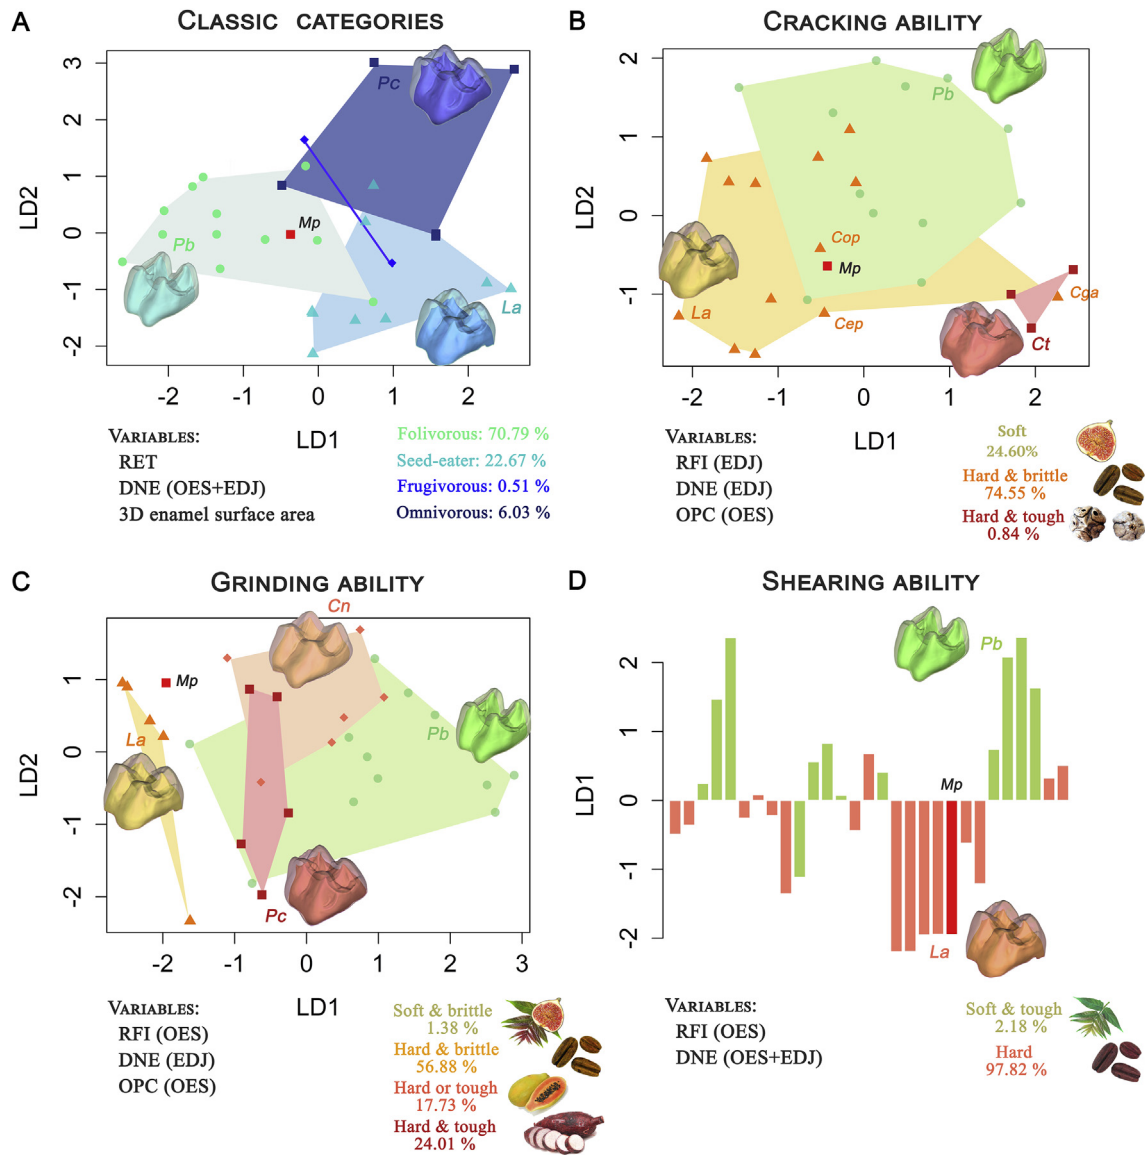 A
CLASSIC CATEGORIES
LD2
3
2
1
0
-1
-2
Pc
Mp
Pb
La
-2
-1
0
1
2
LD1
VARIABLES:
RET
DNE (OES+EDJ)
3D enamel surface area
Folivorous: 70.79 %
Seed-eater: 22.67 %
Frugivorous: 0.51 %
Omnivorous: 6.03 %
B
CRACKING ABILITY
LD2
2
1
0
-1
Pb
Cop
Mp
La
Cep
Cga
Ct
-2
-1
0
1
2
LD1
VARIABLES:
RFI (EDJ)
DNE (EDJ)
OPC (OES)
Soft
24.60%
Hard & brittle
74.55 %
Hard & tough
0.84 %
C
GRINDING ABILITY
LD2
1
0
-1
-2
Cn
Mp
La
Pb
Pc
-2
-1
0
1
2
3
LD1
VARIABLES:
RFI (OES)
DNE (EDJ)
OPC (OES)
Soft & brittle
1.38 %
Hard & brittle
56.88 %
Hard or tough
17.73 %
Hard & tough
24.01 %
D
SHEARING ABILITY
LD1
2
1
0
-1
-2
Pb
Mp
La
VARIABLES:
RFI (OES)
DNE (OES+EDJ)
Soft & tough
2.18 %
Hard
97.82 %